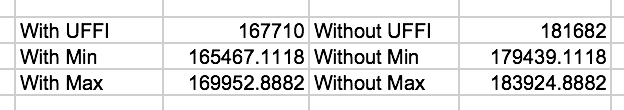 With UFFI 167710 Without UFFI 181682
With Min 165467.1118 Without Min 179439.1118
With Max 169952.8882 Without Max 183924.8882